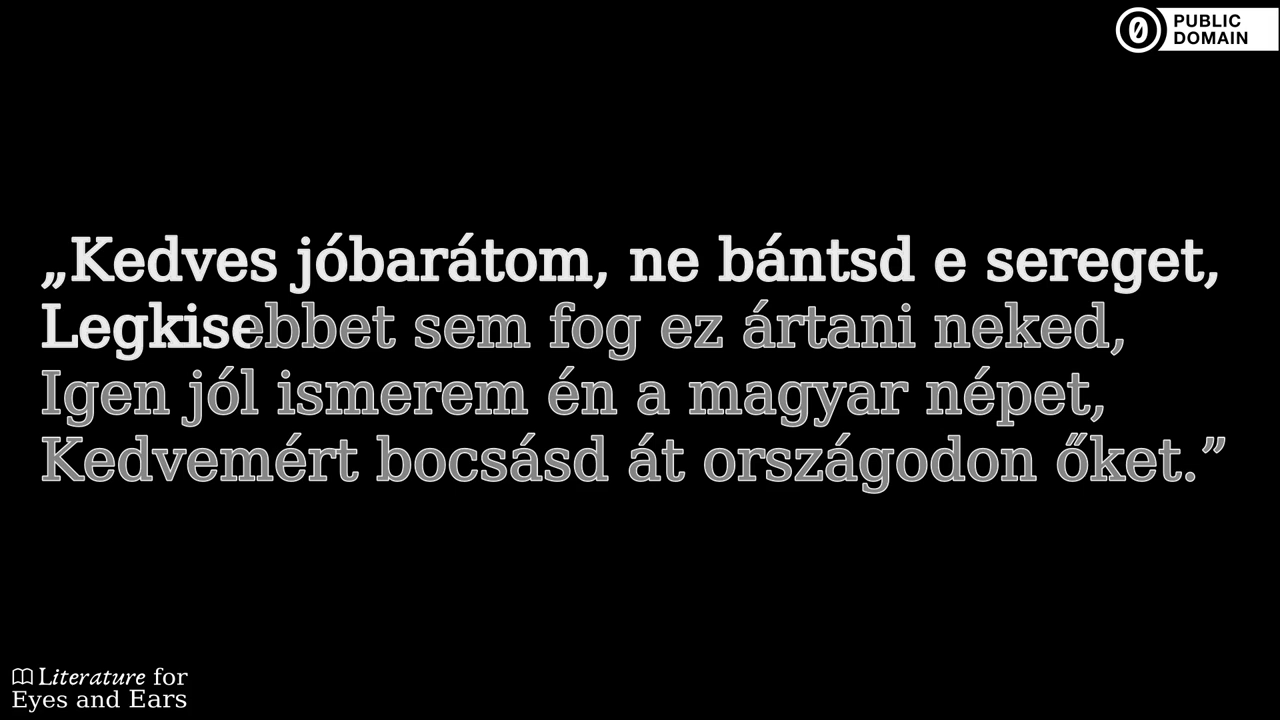 PUBLIC
DOMAIN
„Kedves jóbarátom, ne bántsd e sereget,
Legkisebbet sem fog ez ártani neked,
Igen jól ismerem én a magyar népet,
Kedvemért bocsásd át országodon őket.”
Literature for
Eyes and Ears